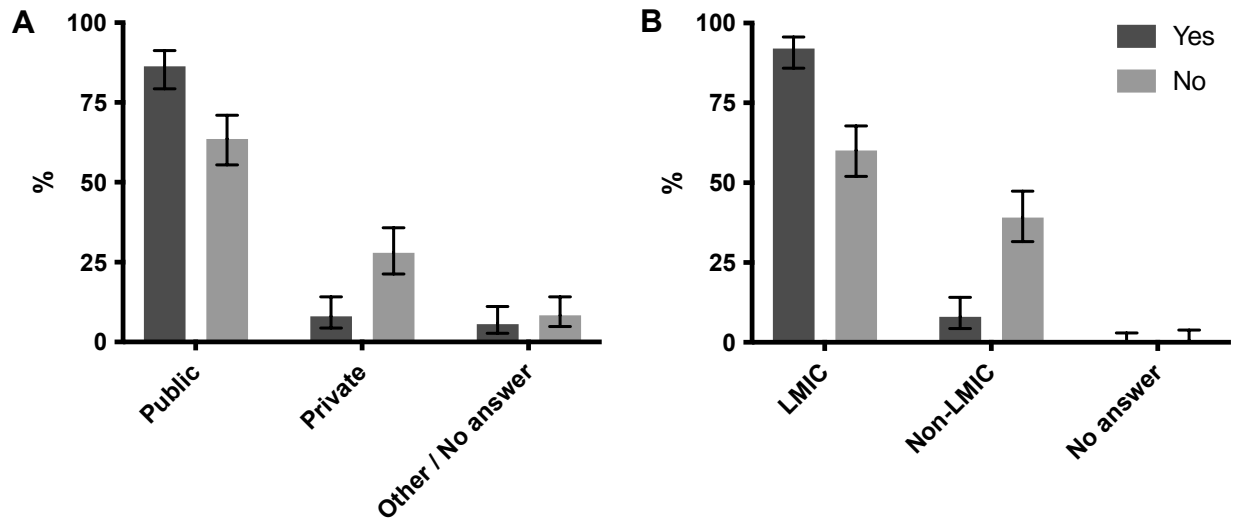 A
100
75
50
25
0
%
Public
Private
Other / No answer
B
100
75
50
25
0
%
LMIC
Non-LMIC
No answer
Yes
No